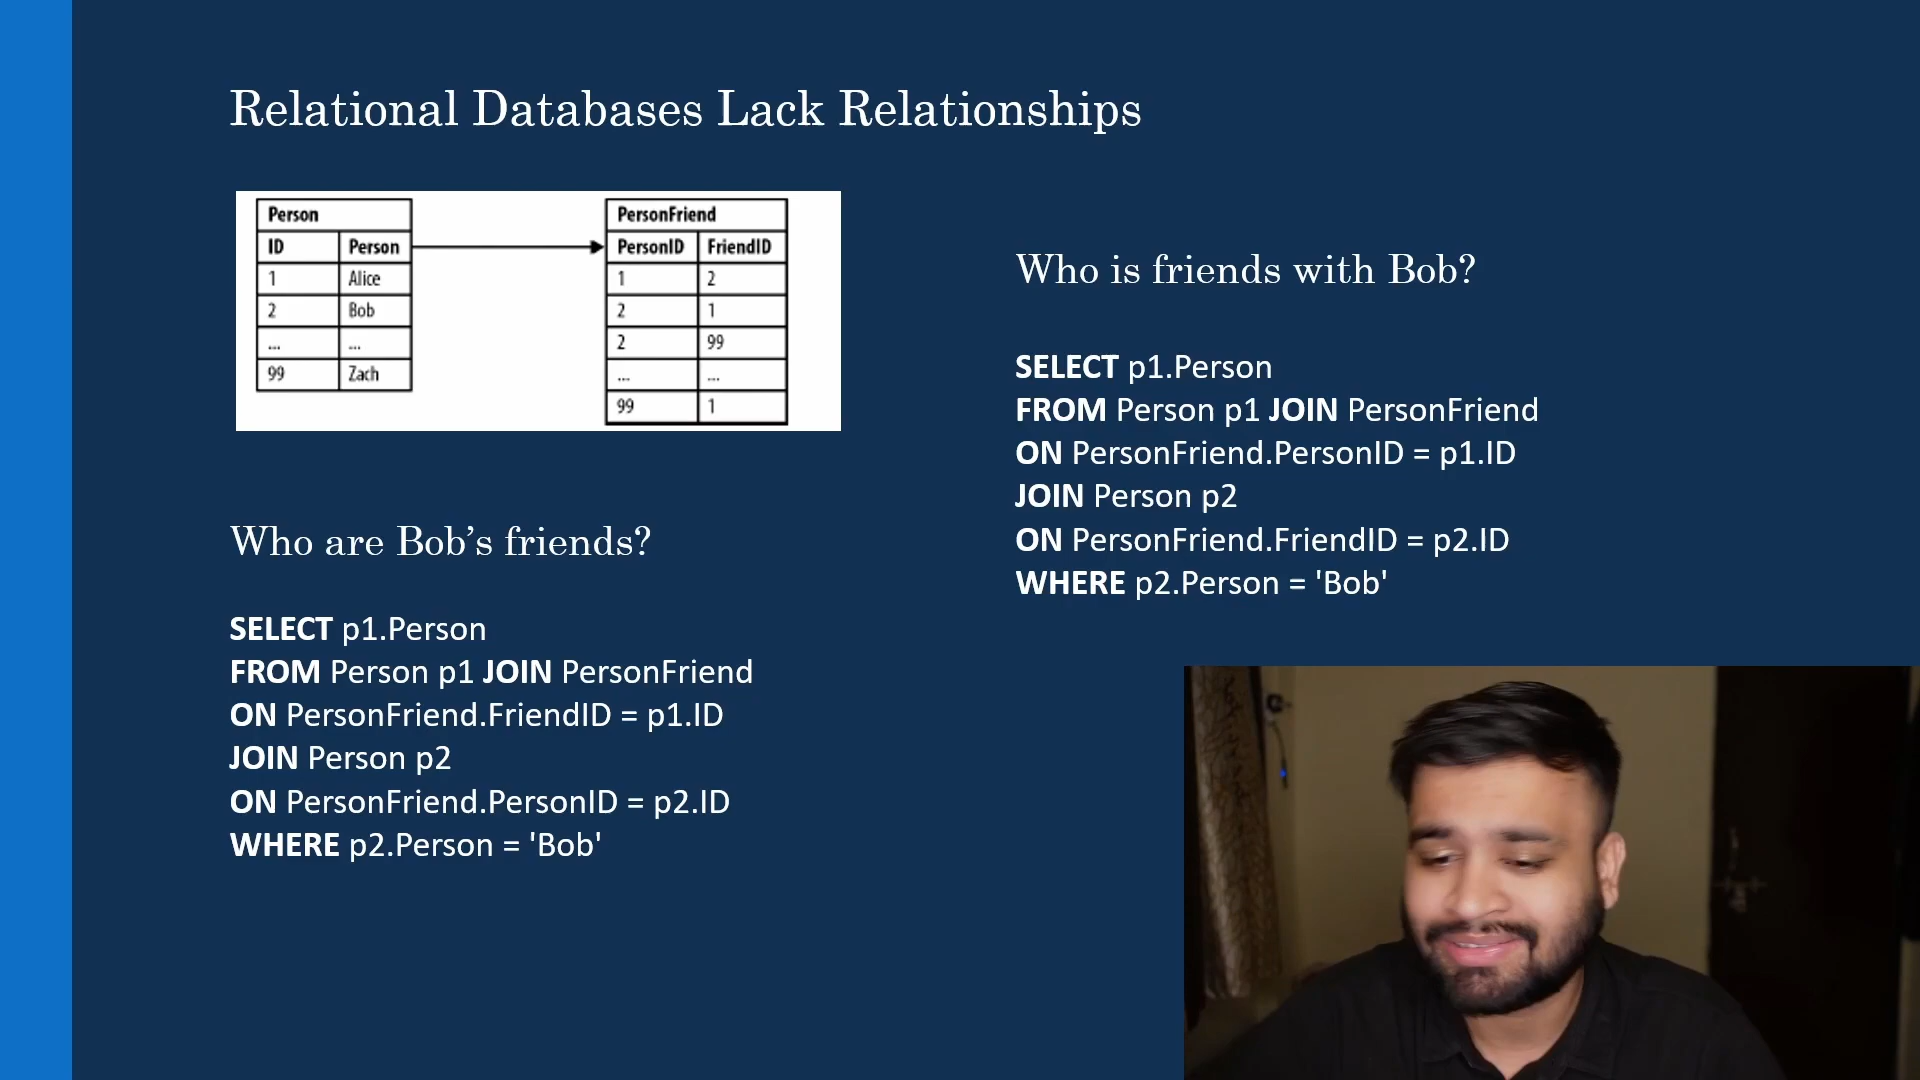 Relational Databases Lack Relationships
Person
ID Person
1 Alice
2 Bob
... ...
99 Zach
PersonFriend
PersonID FriendID
1 2
2 1
2 99
... ...
99 1
Who are Bob’s friends?
SELECT p1.Person
FROM Person p1 JOIN PersonFriend
ON PersonFriend.FriendID = p1.ID
JOIN Person p2
ON PersonFriend.PersonID = p2.ID
WHERE p2.Person = 'Bob'
Who is friends with Bob?
SELECT p1.Person
FROM Person p1 JOIN PersonFriend
ON PersonFriend.PersonID = p1.ID
JOIN Person p2
ON PersonFriend.FriendID = p2.ID
WHERE p2.Person = 'Bob'